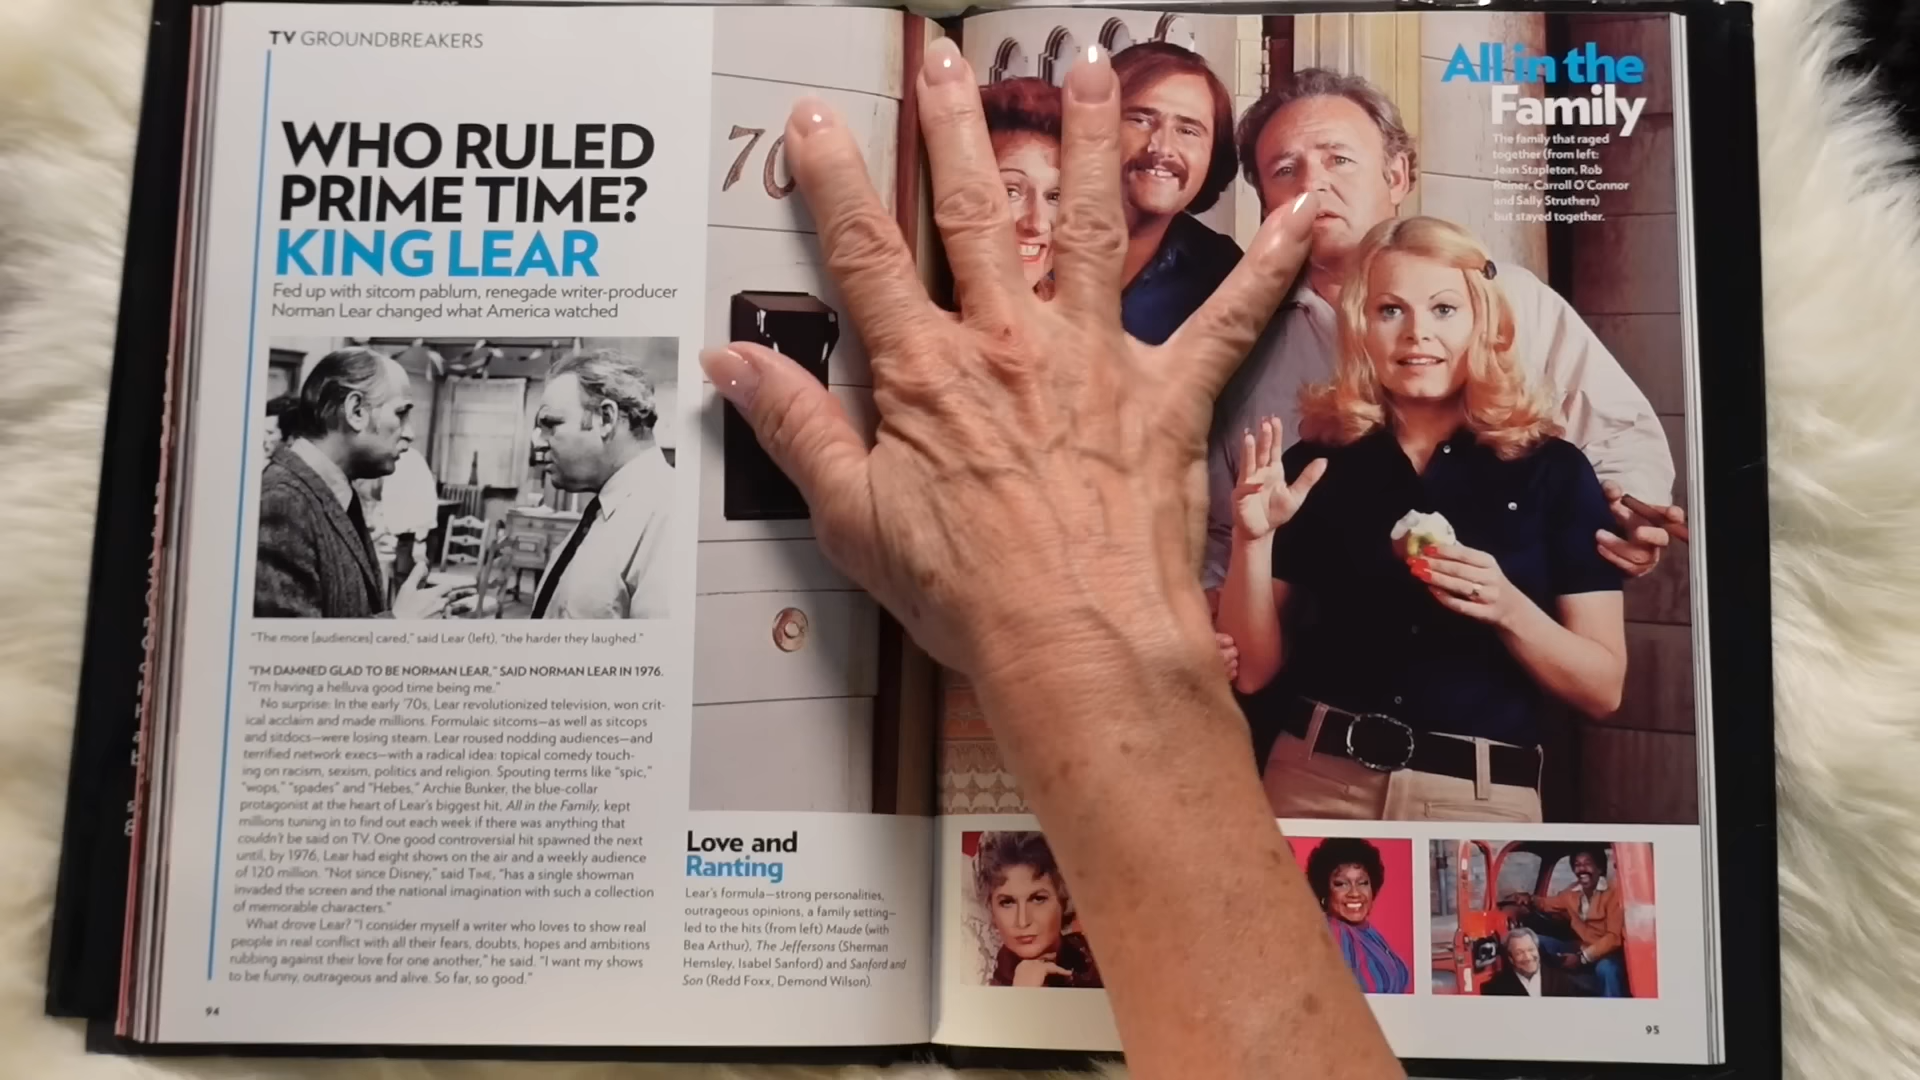 TV GROUNDBREAKERS
WHO RULED
PRIME TIME?
KING LEAR
Fed up with sitcom pablum, renegade writer-producer
Norman Lear changed what America watched
"The more [audiences] cared," said Lear (left), "the harder they laughed."
"I'M DAMNED GLAD TO BE NORMAN LEAR," SAID NORMAN LEAR IN 1976.
"I'm having a helluva good time being me."
No surprise: In the early '70s, Lear revolutionized television, won crit-
ical acclaim and made millions. Formulaic sitcoms—as well as sitcops
and sitdocs—were losing steam. Lear roused nodding audiences—and
terrified network execs—with a radical idea: topical comedy touch-
ing on racism, sexism, politics and religion. Spouting terms like "spic,"
"wops," "spades" and "Hebes," Archie Bunker, the blue-collar
protagonist at the heart of Lear's biggest hit, All in the Family, kept
millions tuning in to find out each week if there was anything that
couldn't be said on TV. One good controversial hit spawned the next
until, by 1976, Lear had eight shows on the air and a weekly audience
of 120 million. "Not since Disney," said TIME, "has a single showman
invaded the screen and the national imagination with such a collection
of memorable characters."
What drove Lear? "I consider myself a writer who loves to show real
people in real conflict with all their fears, doubts, hopes and ambitions
rubbing against their love for one another," he said. "I want my shows
to be funny, outrageous and alive. So far, so good."
94
70
Love and
Ranting
Lear's formula—strong personalities,
outrageous opinions, a family setting—
led to the hits (from left) Maude (with
Bea Arthur), The Jeffersons (Sherman
Hemsley, Isabel Sanford) and Sanford and
Son (Redd Foxx, Demond Wilson).
All in the
Family
The family that raged
together (from left:
Jean Stapleton, Rob
Reiner, Carroll O'Connor
and Sally Struthers)
but stayed together.
95